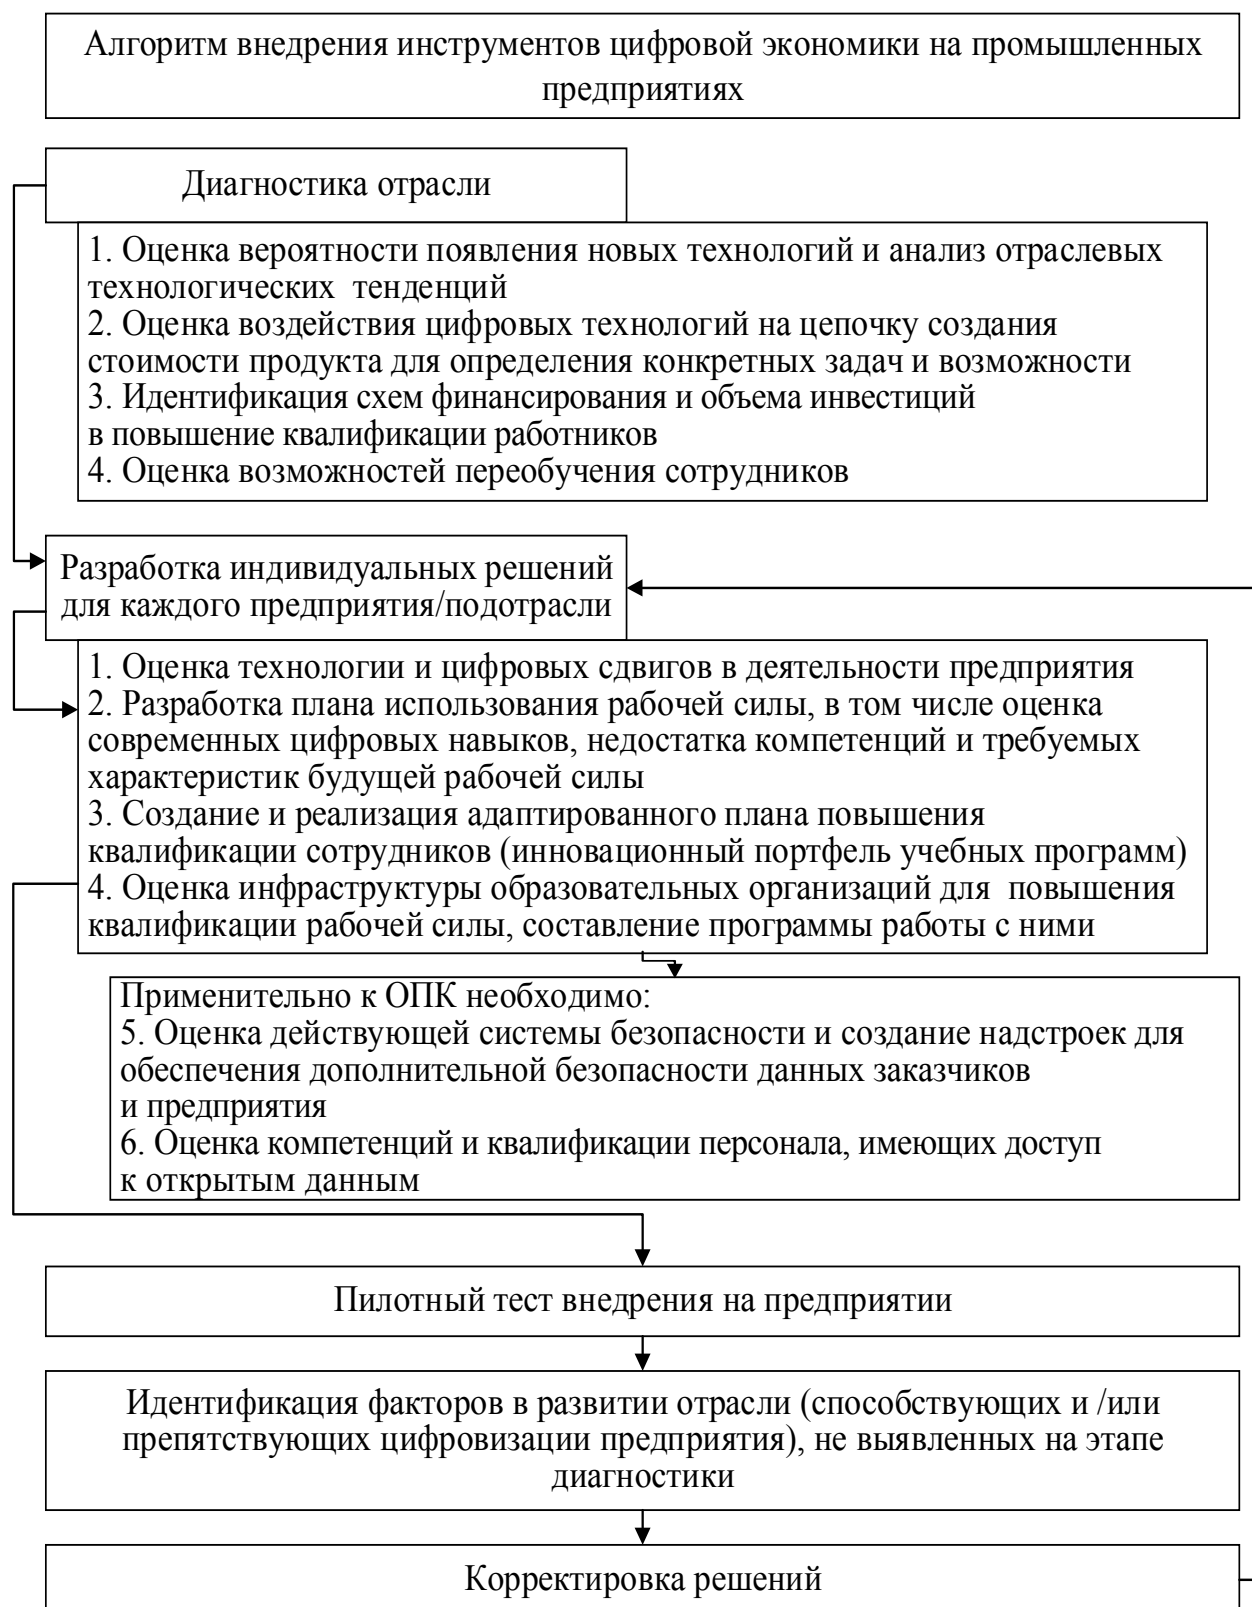 Алгоритм внедрения инструментов цифровой экономики на промышленных
предприятиях
Диагностика отрасли
1. Оценка вероятности появления новых технологий и анализ отраслевых
технологических тенденций
2. Оценка воздействия цифровых технологий на цепочку создания
стоимости продукта для определения конкретных задач и возможности
3. Идентификация схем финансирования и объема инвестиций
в повышение квалификации работников
4. Оценка возможностей переобучения сотрудников
Разработка индивидуальных решений
для каждого предприятия/подотрасли
1. Оценка технологии и цифровых сдвигов в деятельности предприятия
2. Разработка плана использования рабочей силы, в том числе оценка
современных цифровых навыков, недостатка компетенций и требуемых
характеристик будущей рабочей силы
3. Создание и реализация адаптированного плана повышения
квалификации сотрудников (инновационный портфель учебных программ)
4. Оценка инфраструктуры образовательных организаций для повышения
квалификации рабочей силы, составление программы работы с ними
Применительно к ОПК необходимо:
5. Оценка действующей системы безопасности и создание надстроек для
обеспечения дополнительной безопасности данных заказчиков
и предприятия
6. Оценка компетенций и квалификации персонала, имеющих доступ
к открытым данным
Пилотный тест внедрения на предприятии
Идентификация факторов в развитии отрасли (способствующих и /или
препятствующих цифровизации предприятия), не выявленных на этапе
диагностики
Корректировка решений